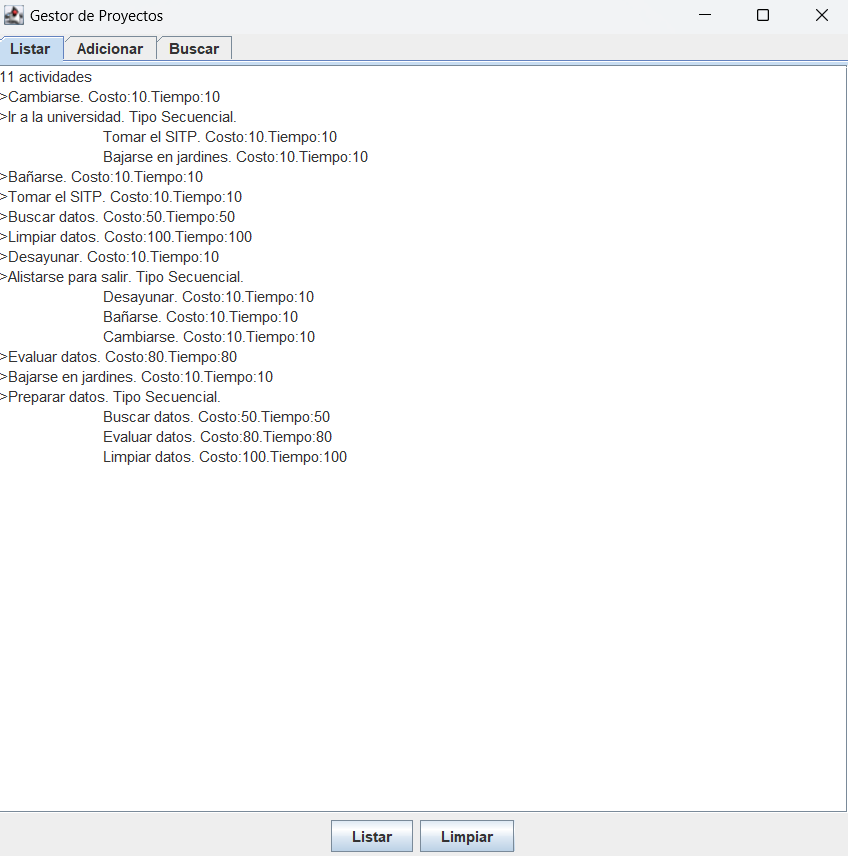 Gestor de Proyectos
Listar Adicionar Buscar
11 actividades
>Cambiarse. Costo:10.Tiempo:10
>Ir a la universidad. Tipo Secuencial.
Tomar el SITP. Costo:10.Tiempo:10
Bajarse en jardines. Costo:10.Tiempo:10
>Bañarse. Costo:10.Tiempo:10
>Tomar el SITP. Costo:10.Tiempo:10
>Buscar datos. Costo:50.Tiempo:50
>Limpiar datos. Costo:100.Tiempo:100
>Desayunar. Costo:10.Tiempo:10
>Alistarse para salir. Tipo Secuencial.
Desayunar. Costo:10.Tiempo:10
Bañarse. Costo:10.Tiempo:10
Cambiarse. Costo:10.Tiempo:10
>Evaluar datos. Costo:80.Tiempo:80
>Bajarse en jardines. Costo:10.Tiempo:10
>Preparar datos. Tipo Secuencial.
Buscar datos. Costo:50.Tiempo:50
Evaluar datos. Costo:80.Tiempo:80
Limpiar datos. Costo:100.Tiempo:100
Listar Limpiar